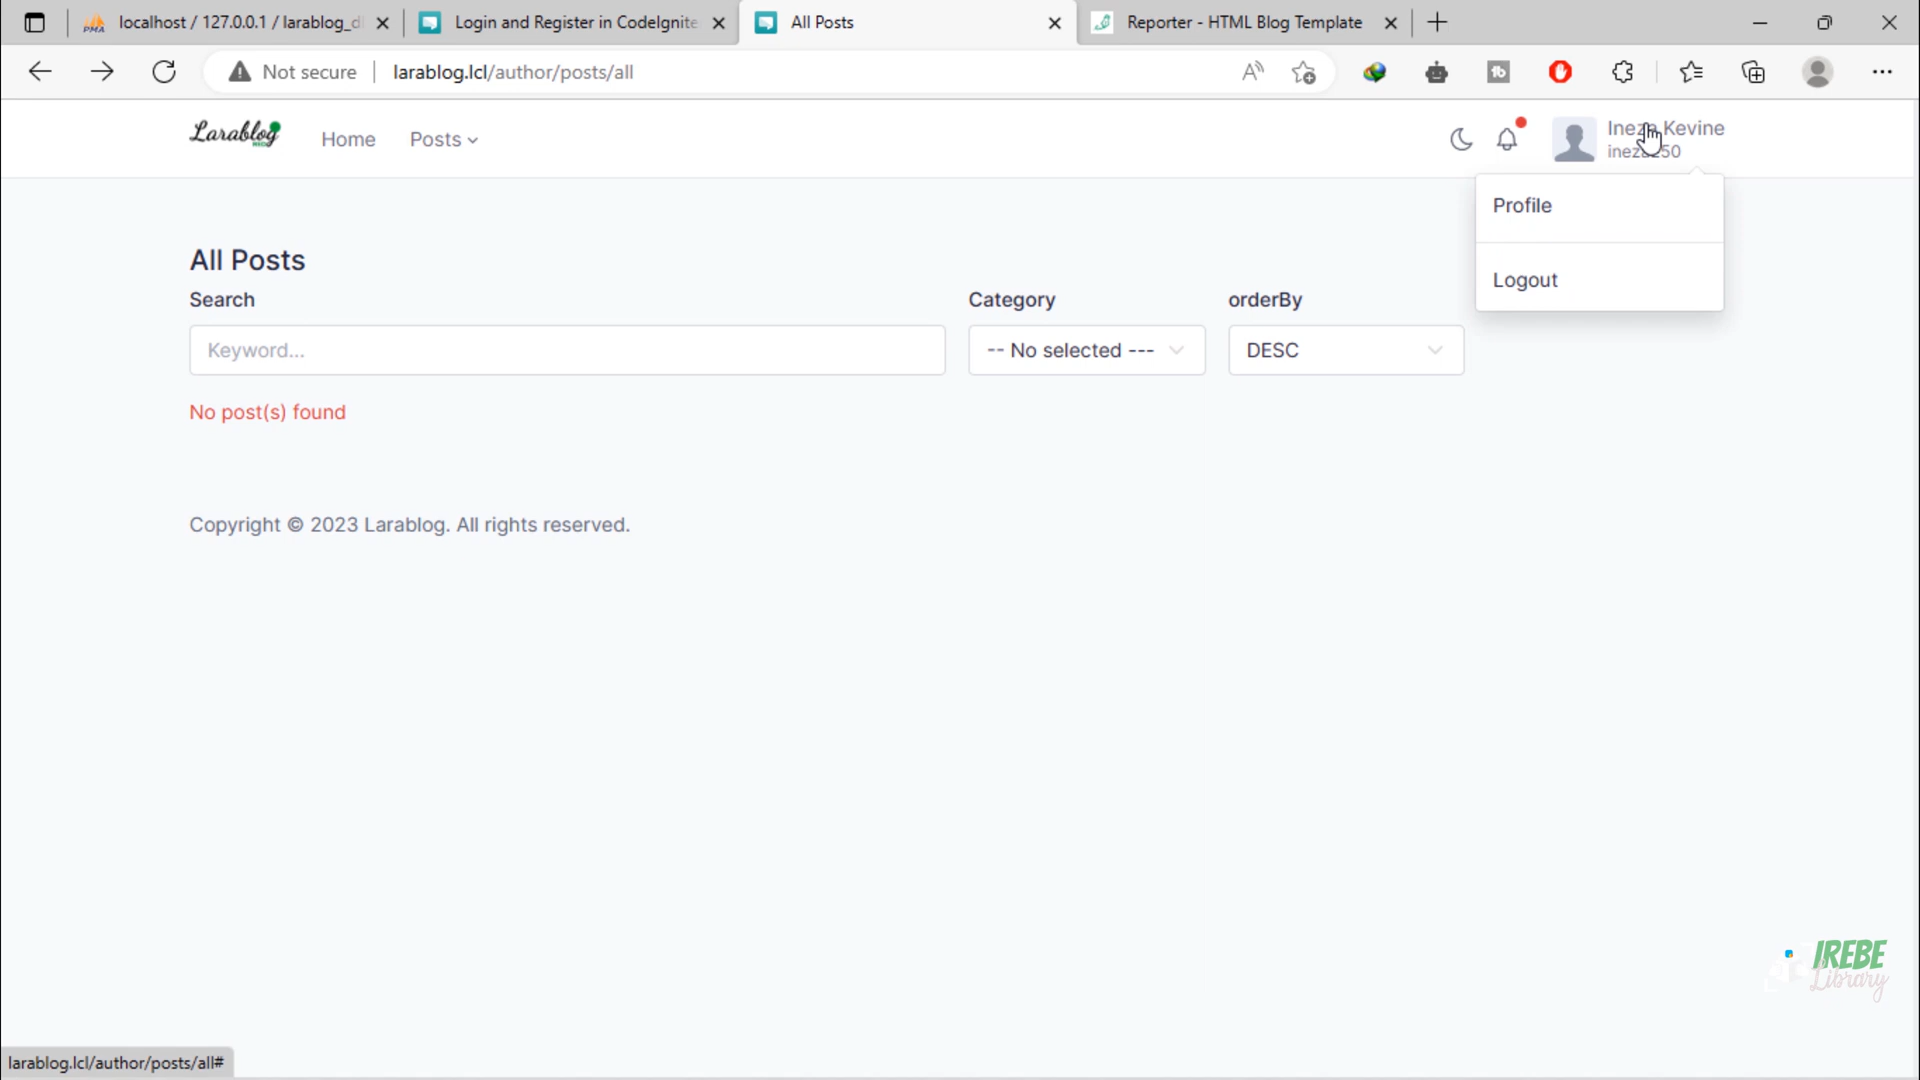 localhost / 127.0.0.1 / larablog_d
Login and Register in CodeIgnite
All Posts
Reporter - HTML Blog Template
Not secure
larablog.lcl/author/posts/all
Larablog
Home
Posts
Kevine
Profile
Logout
All Posts
Search
Category
orderBy
Keyword...
-- No selected ---
DESC
No post(s) found
Copyright © 2023 Larablog. All rights reserved.
IREBE
Library
larablog.lcl/author/posts/all#